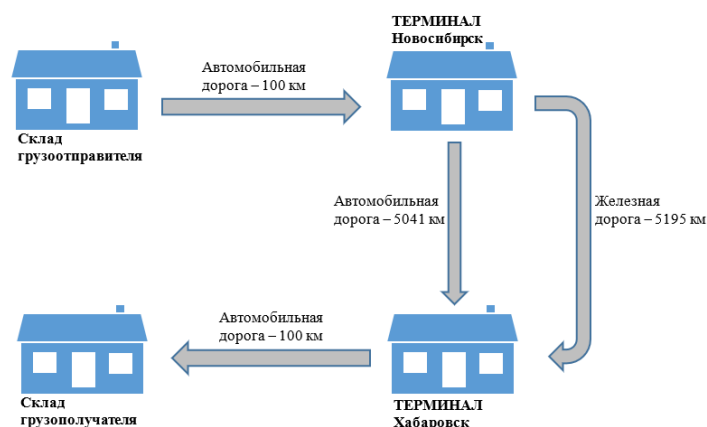 ТЕРМИНАЛ
Новосибирск
Автомобильная
дорога – 100 км
Склад
грузоотправителя
Автомобильная
дорога – 5041 км
Железная
дорога – 5195 км
Автомобильная
дорога – 100 км
Склад
грузополучателя
ТЕРМИНАЛ
Хабаровск